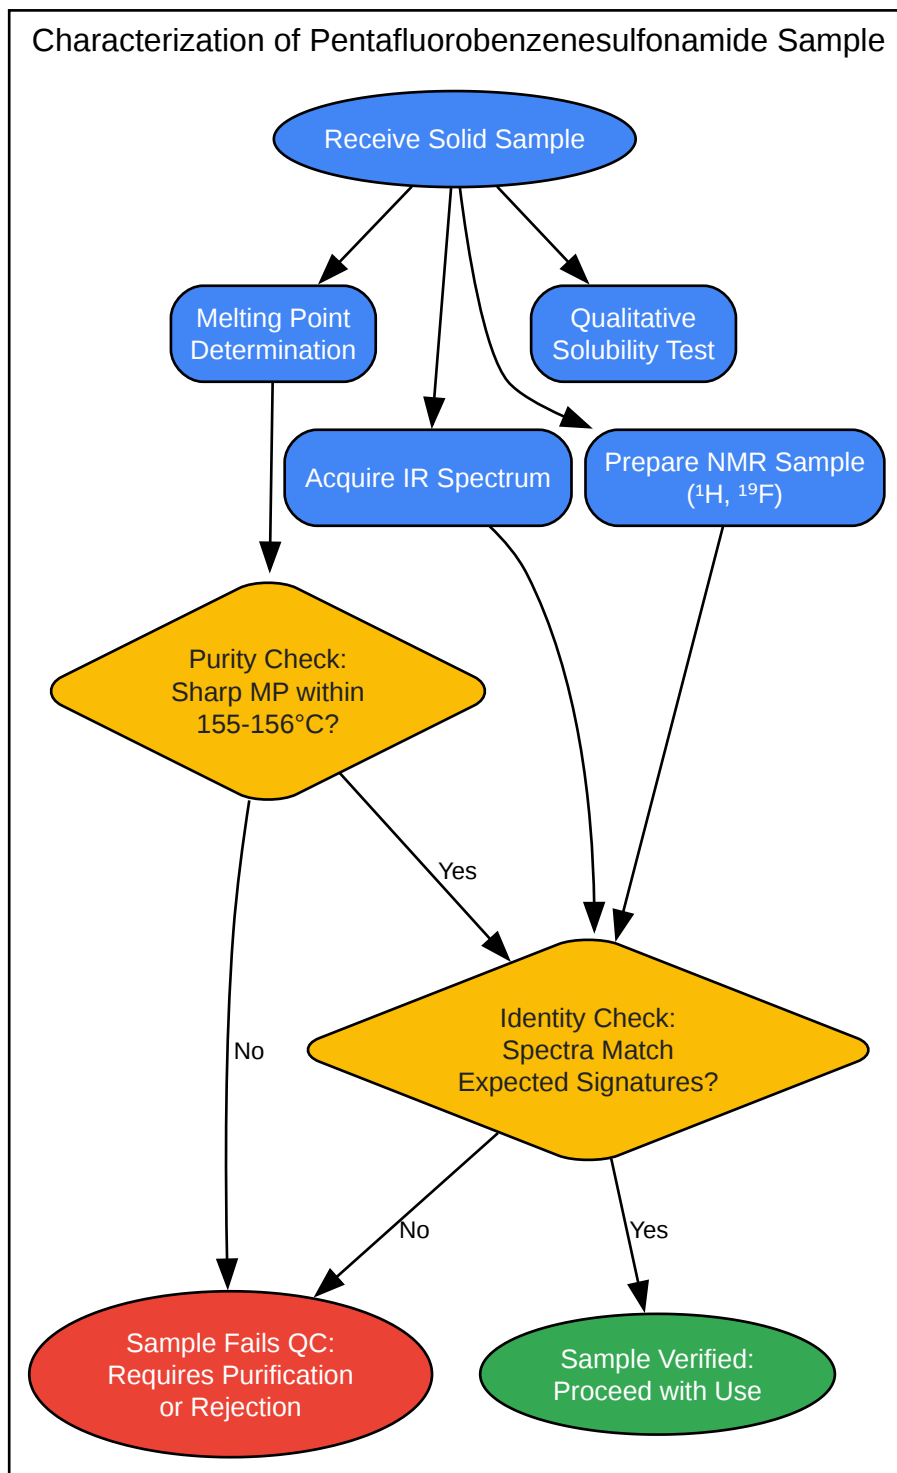 Characterization of Pentafluorobenzenesulfonamide Sample
Receive Solid Sample
Melting Point
Determination
Qualitative
Solubility Test
Acquire IR Spectrum
Prepare NMR Sample
(¹H, ¹⁹F)
Purity Check:
Sharp MP within
155-156°C?
Yes
No
Identity Check:
Spectra Match
Expected Signatures?
No
Yes
Sample Fails QC:
Requires Purification
or Rejection
Sample Verified:
Proceed with Use